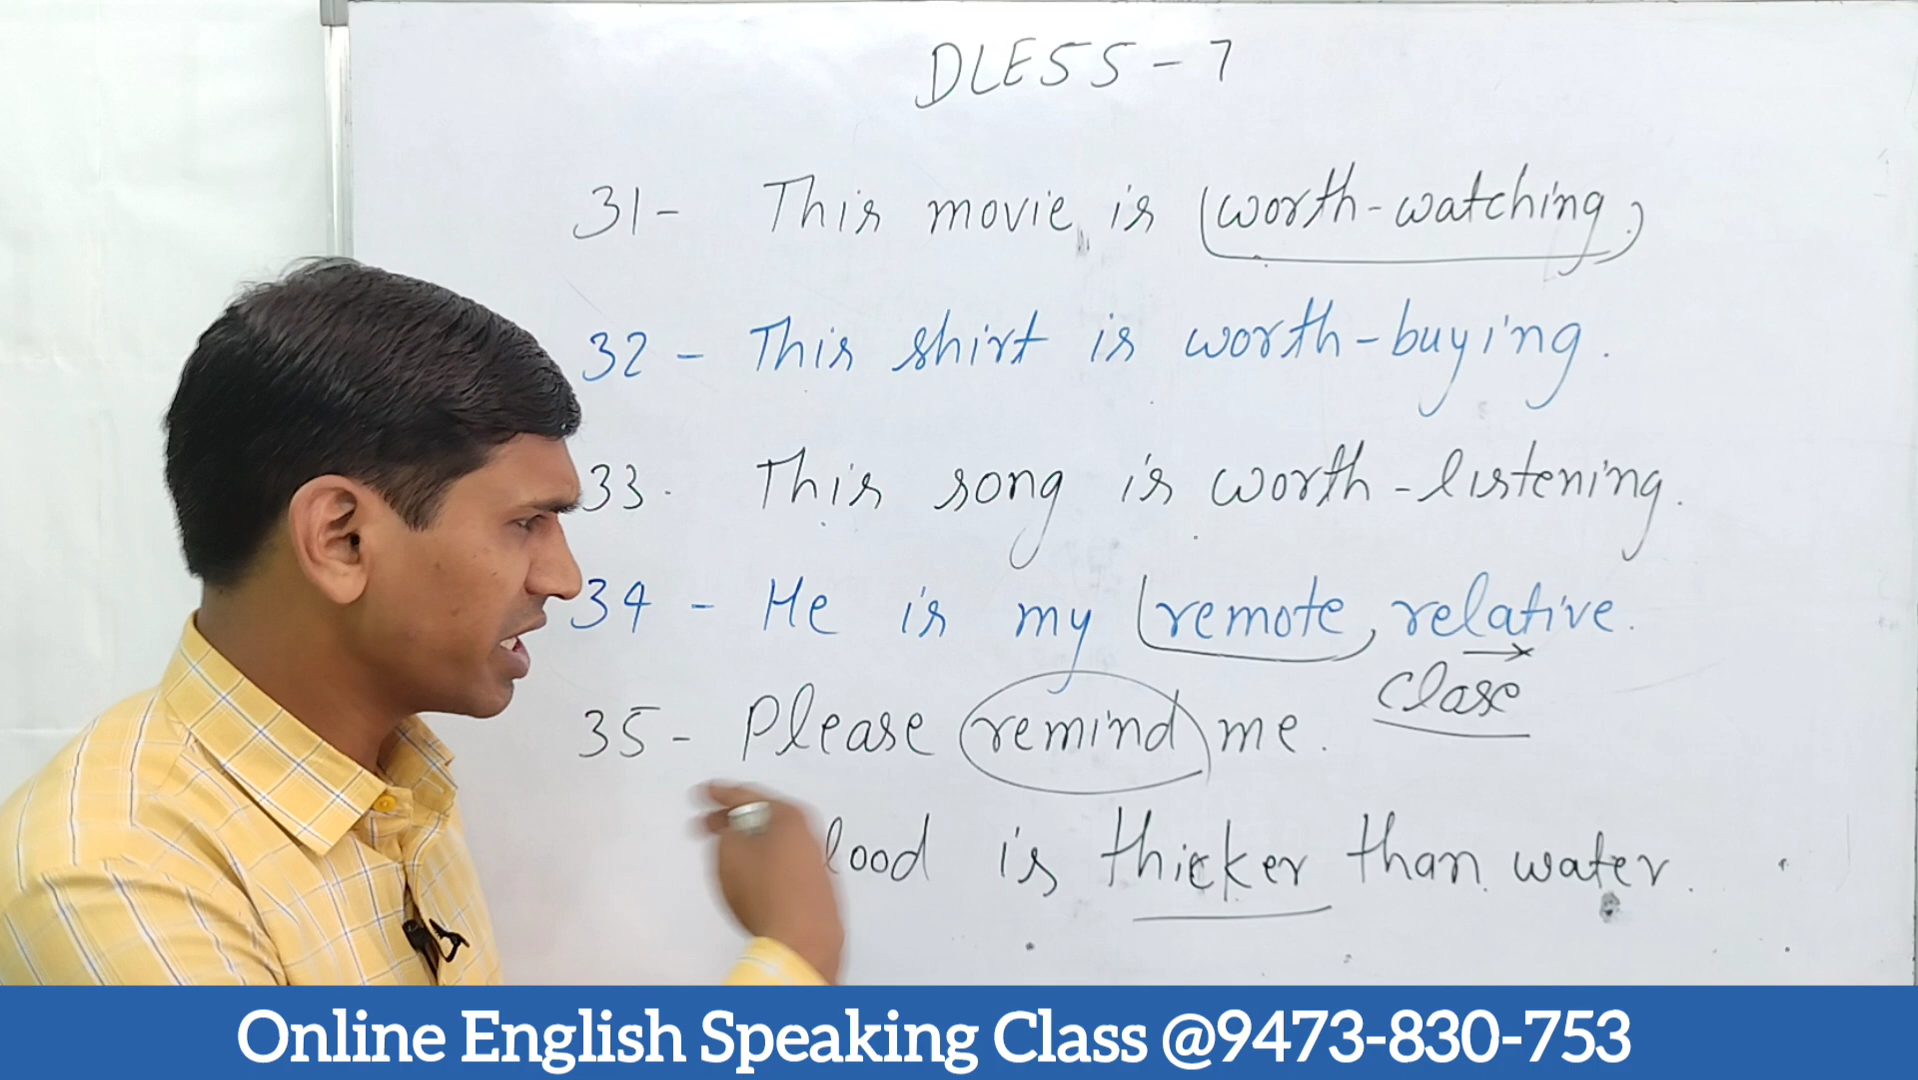 DLESS - 7
31 - This movie is worth-watching.
32 - This shirt is worth-buying.
33. This song is worth-listening.
34 - He is my remote relative.
close
35 - Please remind me.
lood is thicker than water.
Online English Speaking Class @9473-830-753